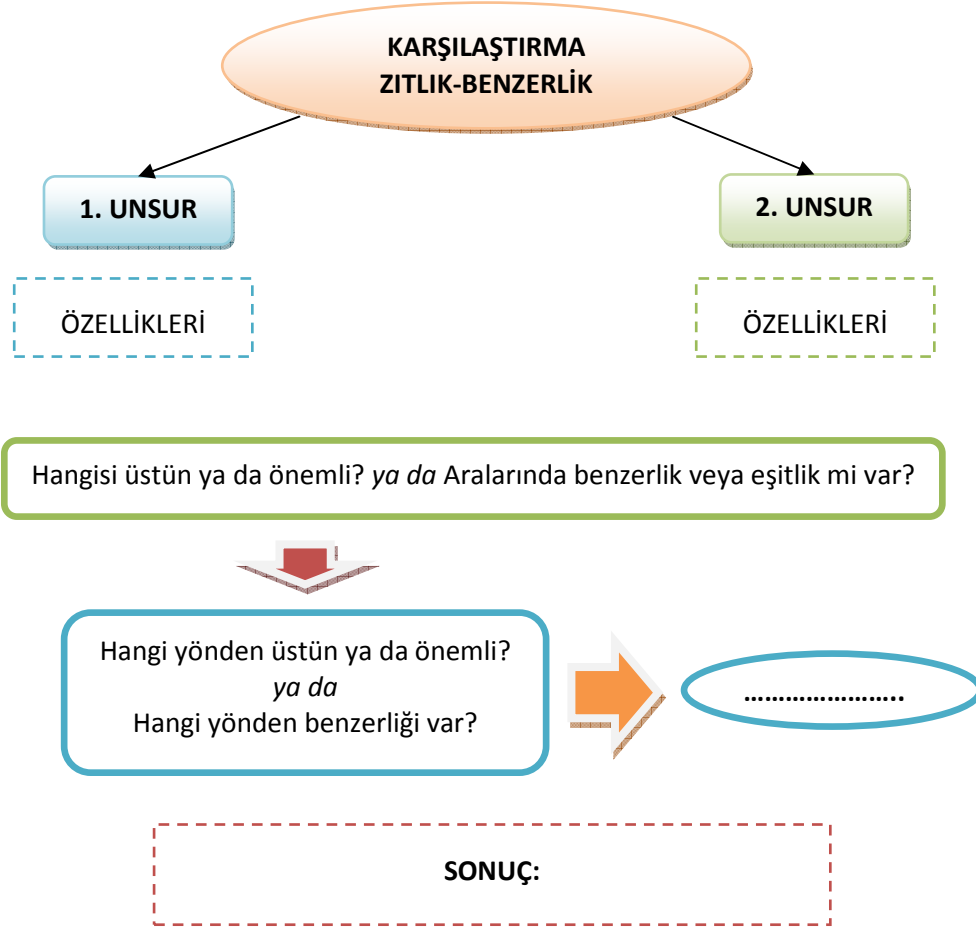 KARŞILAŞTIRMA
ZITLIK-BENZERLİK
1. UNSUR
2. UNSUR
ÖZELLİKLERİ
ÖZELLİKLERİ
Hangisi üstün ya da önemli? ya da Aralarında benzerlik veya eşitlik mi var?
Hangi yönden üstün ya da önemli?
ya da
Hangi yönden benzerliği var?
…………………..
SONUÇ: